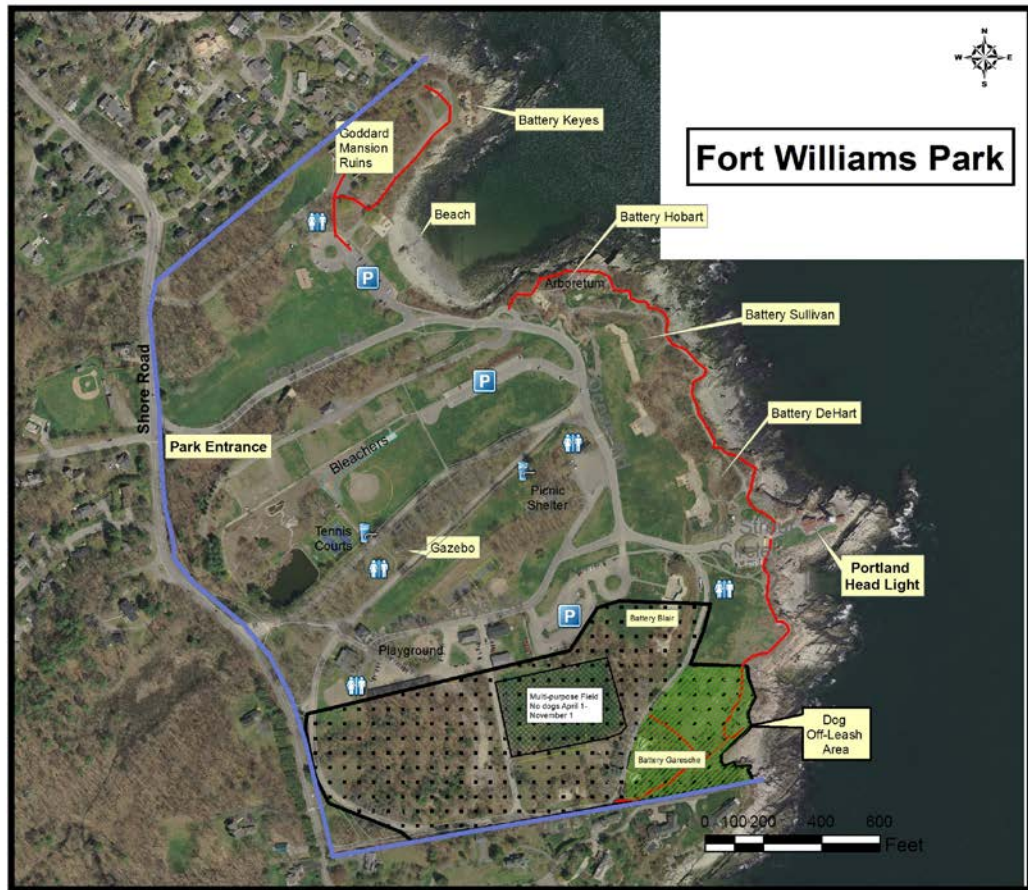 N
W E
S
Fort Williams Park
Battery Keyes
Goddard
Mansion
Ruins
Beach
Battery Hobart
P
Arboretum
Battery Sullivan
Shore Road
P
Battery DeHart
Park Entrance
Bleachers
Picnic
Shelter
Tennis
Courts
Gazebo
Portland
Head Light
P
Battery Blair
Playground
Multi-purpose Field
No dogs April 1-
November 1
Dog
Off-Leash
Area
Battery Garesche
0 100 200 400 600
Feet